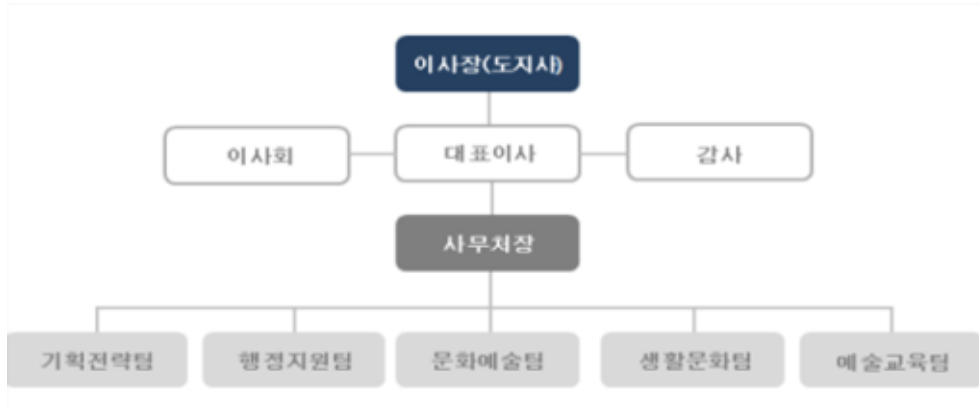 이사장(도지사)
이사회
대표이사
감사
사무처장
기획전략팀
행정지원팀
문화예술팀
생활문화팀
예술교육팀